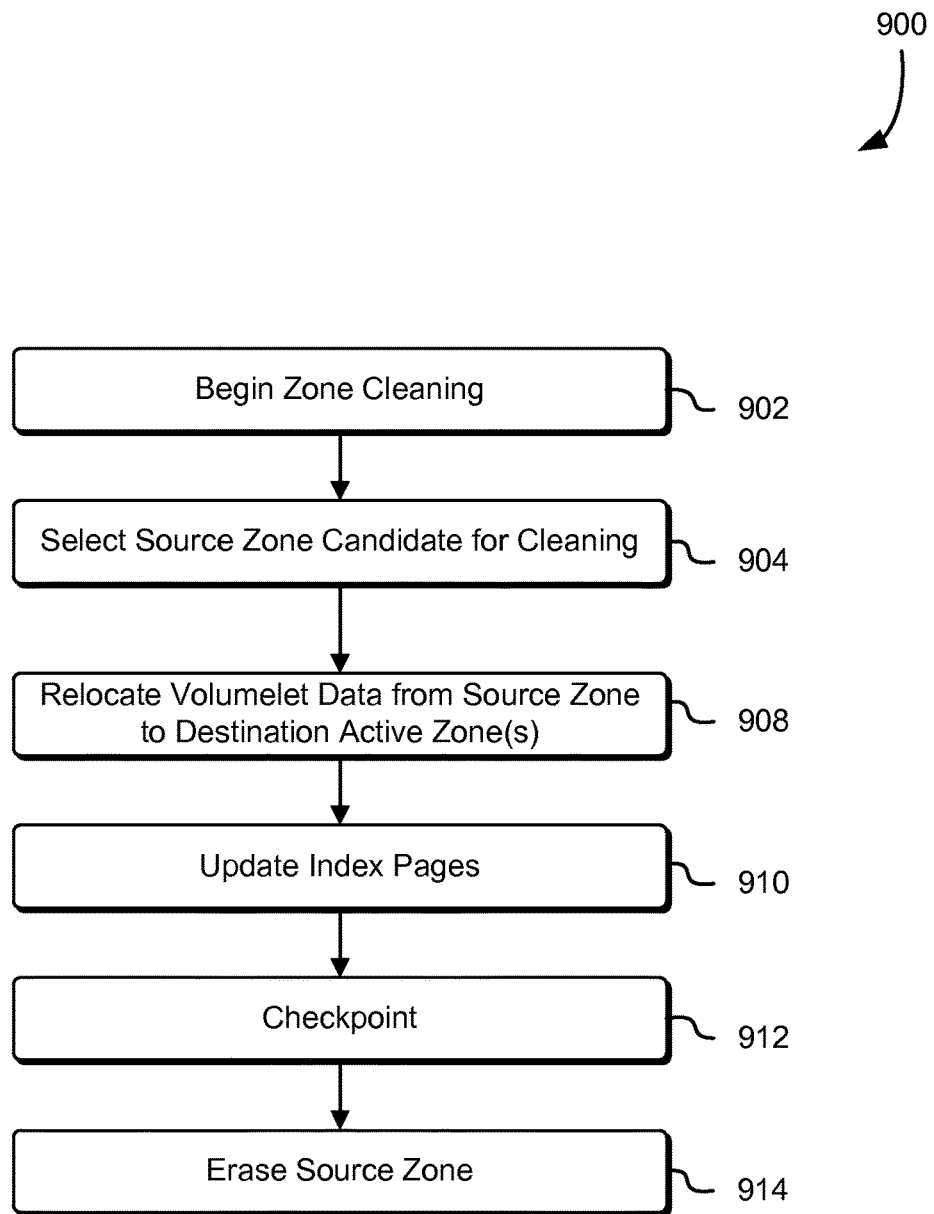 900
Begin Zone Cleaning
902
Select Source Zone Candidate for Cleaning
904
Relocate Volumelet Data from Source Zone
to Destination Active Zone(s)
908
Update Index Pages
910
Checkpoint
912
Erase Source Zone
914